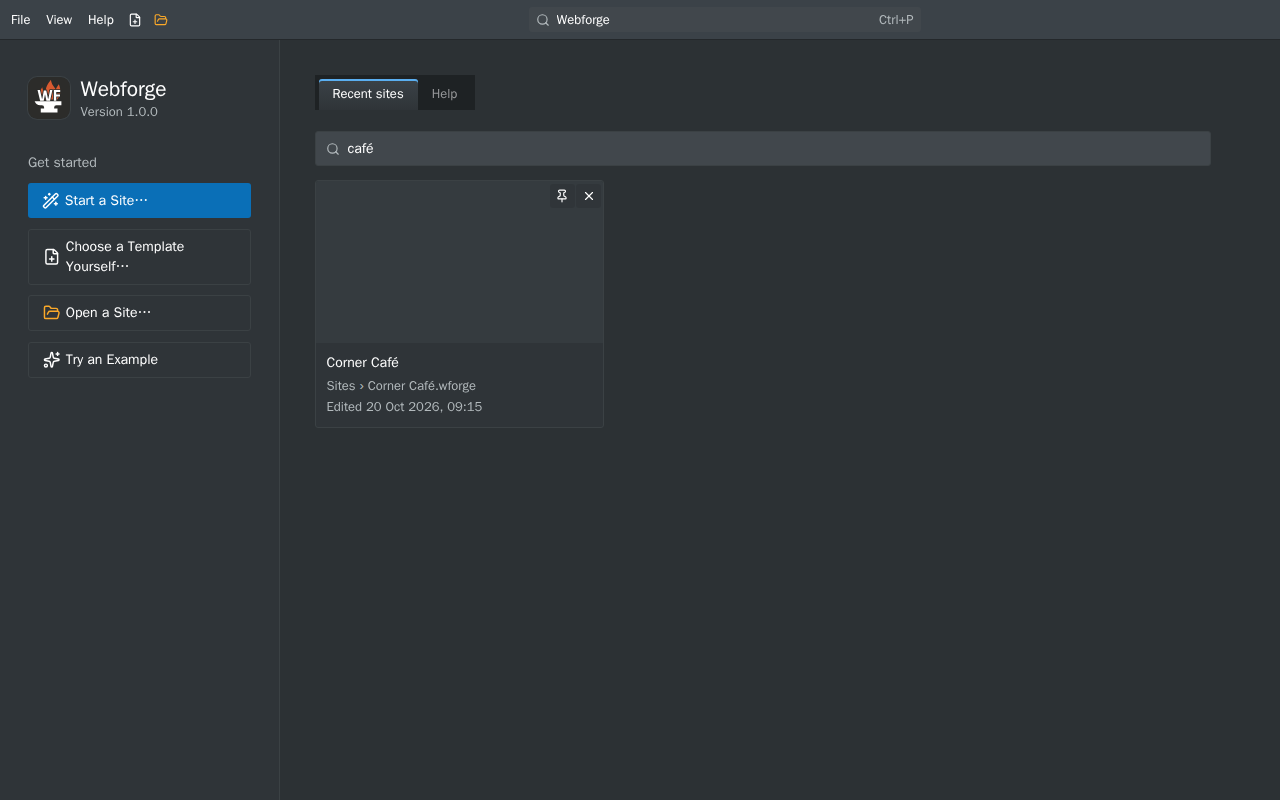 File View Help
Webforge Ctrl+P
WF
Webforge
Version 1.0.0
Get started
Start a Site…
Choose a Template
Yourself…
Open a Site…
Try an Example
Recent sites Help
café
Corner Café
Sites › Corner Café.wforge
Edited 20 Oct 2026, 09:15